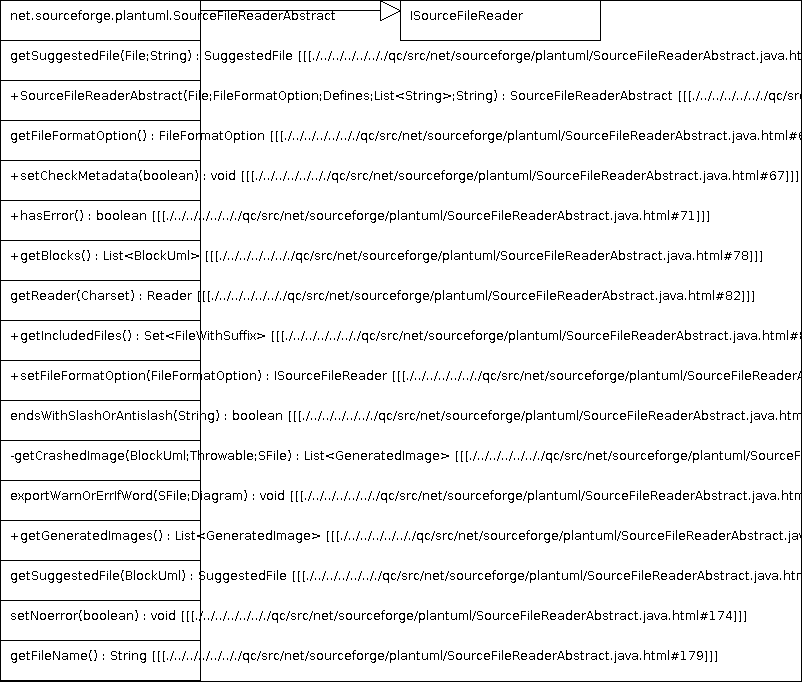 net.sourceforge.plantuml.SourceFileReaderAbstract
ISourceFileReader
getSuggestedFile(File;String) : SuggestedFile [[[./../../../../../qc/src/net/sourceforge/plantuml/SourceFileReaderAbstract.java.ht
+SourceFileReaderAbstract(File;FileFormatOption;Defines;List<String>;String) : SourceFileReaderAbstract [[[./../../../../../qc/src
getFileFormatOption() : FileFormatOption [[[./../../../../../qc/src/net/sourceforge/plantuml/SourceFileReaderAbstract.java.html#6
+setCheckMetadata(boolean) : void [[[./../../../../../qc/src/net/sourceforge/plantuml/SourceFileReaderAbstract.java.html#67]]]
+hasError() : boolean [[[./../../../../../qc/src/net/sourceforge/plantuml/SourceFileReaderAbstract.java.html#71]]]
+getBlocks() : List<BlockUml> [[[./../../../../../qc/src/net/sourceforge/plantuml/SourceFileReaderAbstract.java.html#78]]]
getReader(Charset) : Reader [[[./../../../../../qc/src/net/sourceforge/plantuml/SourceFileReaderAbstract.java.html#82]]]
+getIncludedFiles() : Set<FileWithSuffix> [[[./../../../../../qc/src/net/sourceforge/plantuml/SourceFileReaderAbstract.java.html#8
+setFileFormatOption(FileFormatOption) : ISourceFileReader [[[./../../../../../qc/src/net/sourceforge/plantuml/SourceFileReaderA
endsWithSlashOrAntislash(String) : boolean [[[./../../../../../qc/src/net/sourceforge/plantuml/SourceFileReaderAbstract.java.htm
-getCrashedImage(BlockUml;Throwable;SFile) : List<GeneratedImage> [[[./../../../../../qc/src/net/sourceforge/plantuml/SourceF
exportWarnOrErrIfWord(SFile;Diagram) : void [[[./../../../../../qc/src/net/sourceforge/plantuml/SourceFileReaderAbstract.java.htm
+getGeneratedImages() : List<GeneratedImage> [[[./../../../../../qc/src/net/sourceforge/plantuml/SourceFileReaderAbstract.jav
getSuggestedFile(BlockUml) : SuggestedFile [[[./../../../../../qc/src/net/sourceforge/plantuml/SourceFileReaderAbstract.java.htm
setNoerror(boolean) : void [[[./../../../../../qc/src/net/sourceforge/plantuml/SourceFileReaderAbstract.java.html#174]]]
getFileName() : String [[[./../../../../../qc/src/net/sourceforge/plantuml/SourceFileReaderAbstract.java.html#179]]]